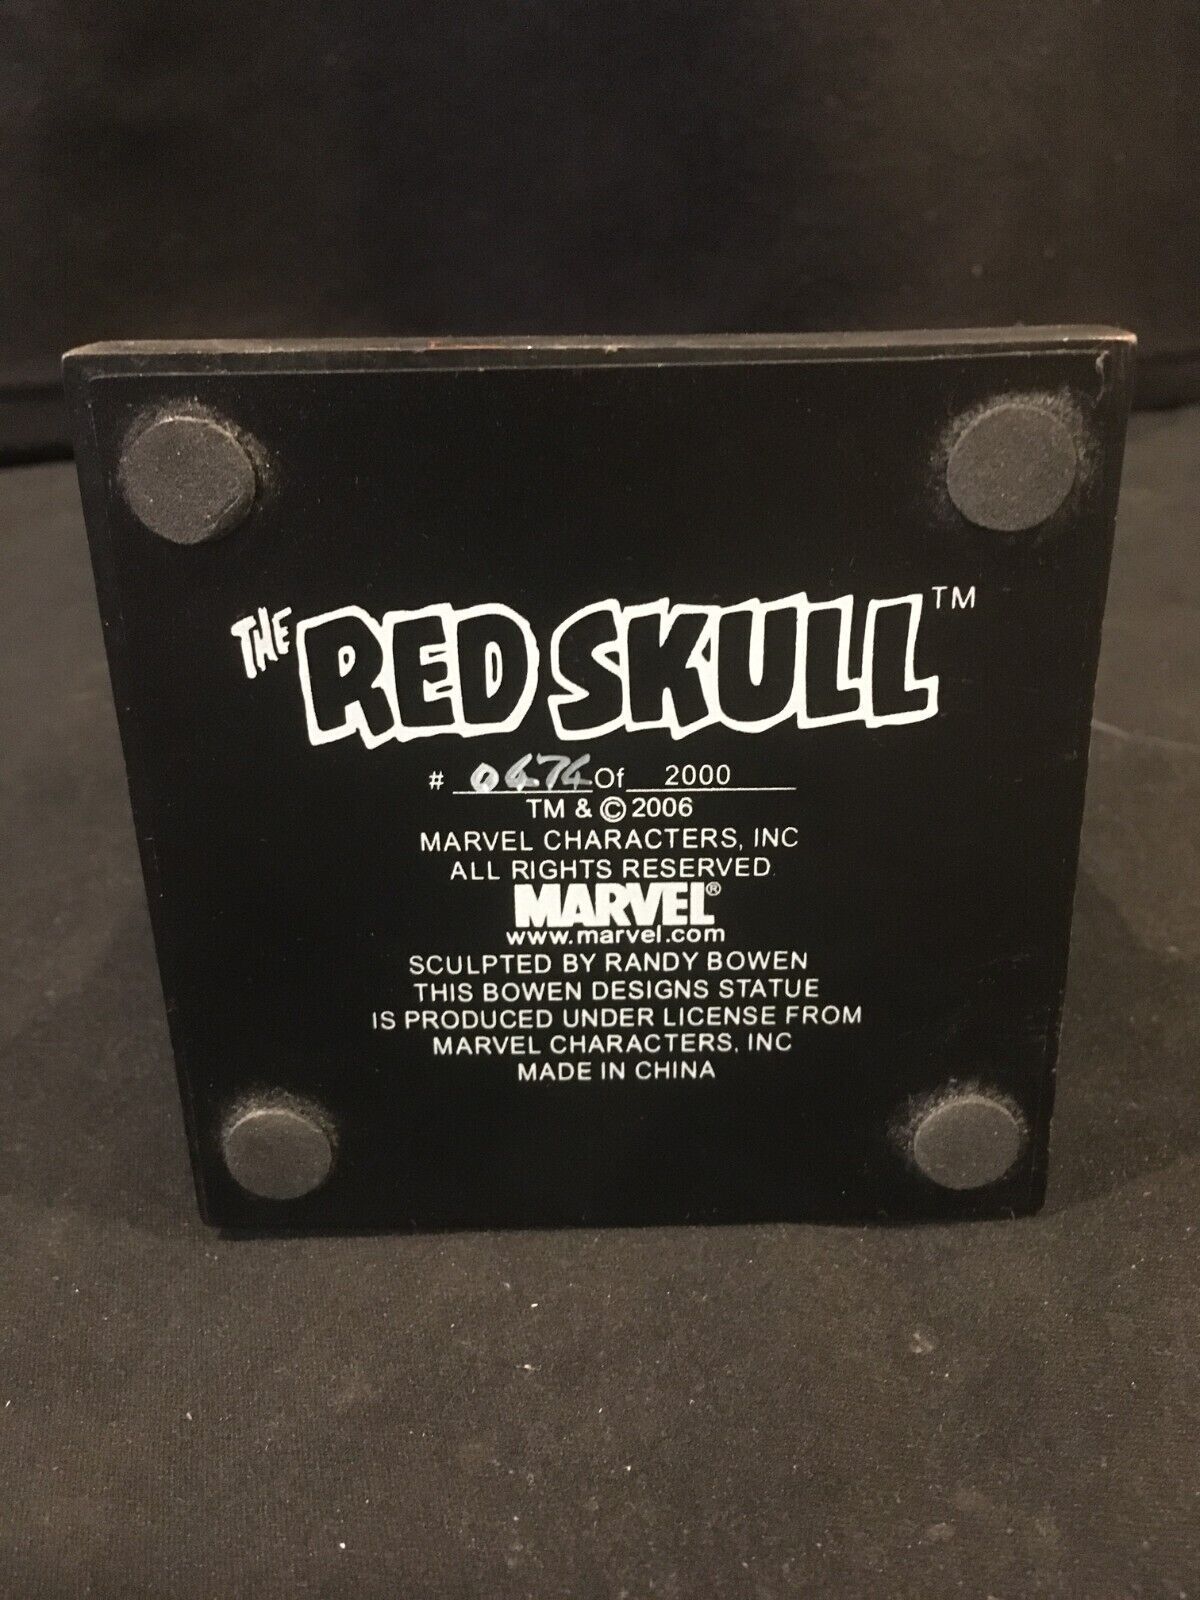 THE RED SKULL™
# 0474 Of 2000
TM & © 2006
MARVEL CHARACTERS, INC
ALL RIGHTS RESERVED.
MARVEL®
www.marvel.com
SCULPTED BY RANDY BOWEN
THIS BOWEN DESIGNS STATUE
IS PRODUCED UNDER LICENSE FROM
MARVEL CHARACTERS, INC
MADE IN CHINA